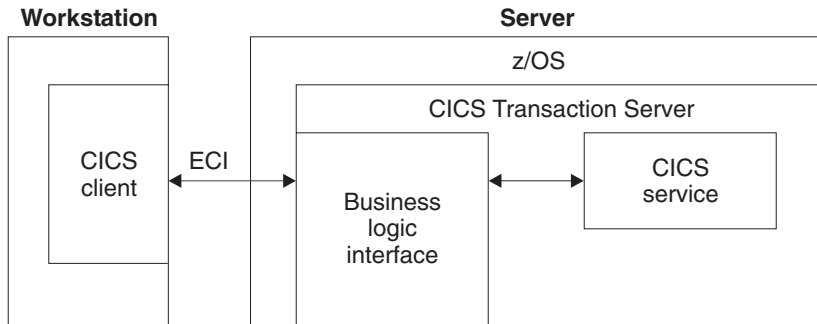 Workstation
Server
z/OS
CICS Transaction Server
CICS
client
ECI
Business
logic
interface
CICS
service